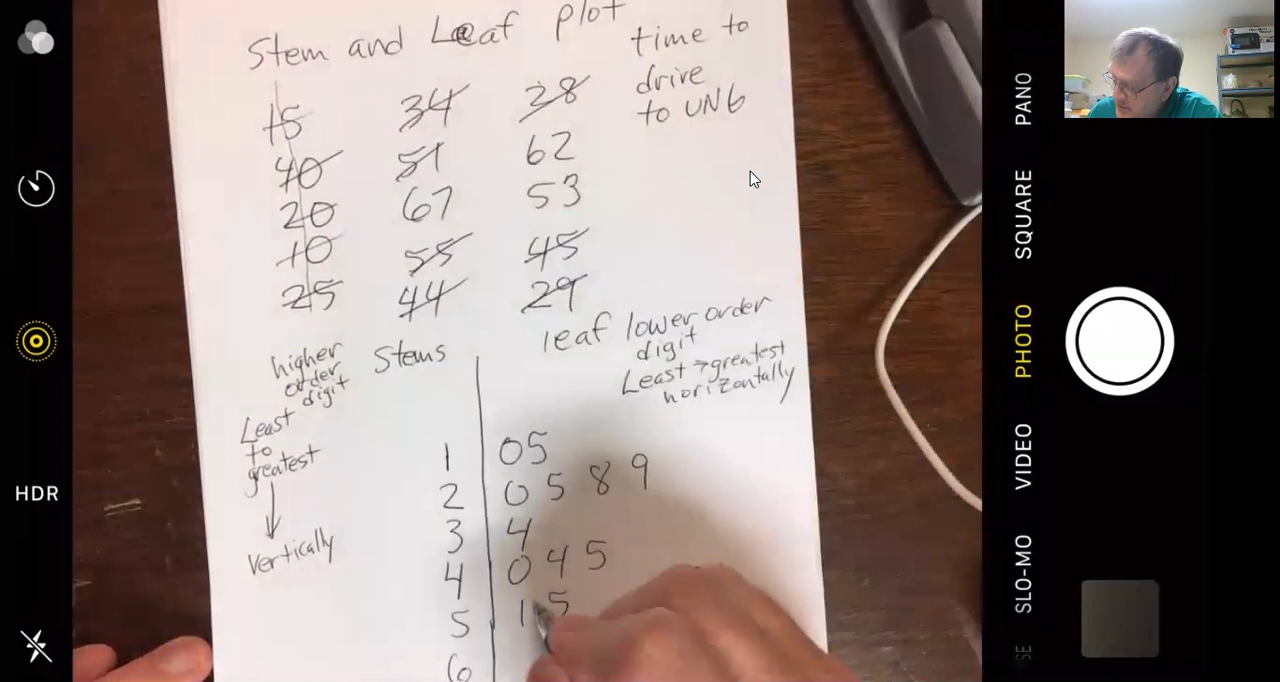 Stem and Leaf plot
time to
drive
to UNG
15 34 28
40 51 62
20 67 53
10 55 45
25 44 29
higher
order
digit
Stems
leaf lower order
digit
Least → greatest
horizontally
Least
to
greatest
↓
vertically
1 | 05
2 | 0 5 8 9
3 | 4
4 | 0 4 5
5 | 1 5
6 |
HDR
PANO
SQUARE
PHOTO
VIDEO
SLO-MO
SE